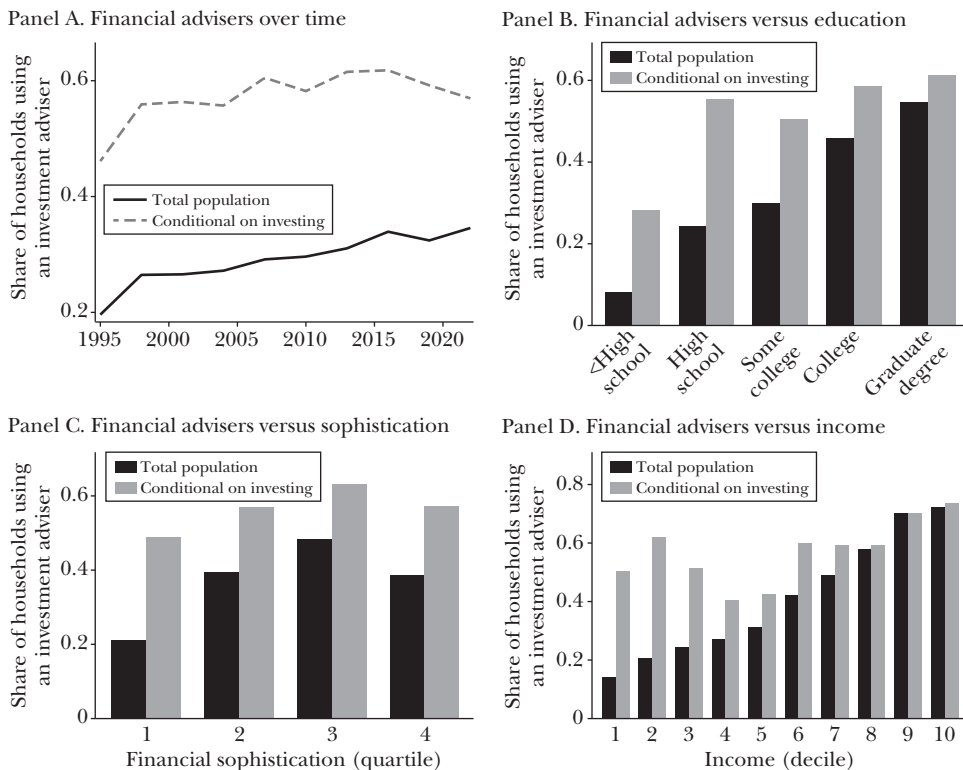 Panel A. Financial advisers over time
Share of households using
an investment adviser
0.6
0.4
0.2
Total population
Conditional on investing
1995 2000 2005 2010 2015 2020
Panel B. Financial advisers versus education
Share of households using
an investment adviser
0.6
0.4
0.2
0
Total population
Conditional on investing
<High
school
High
school
Some
college
College
Graduate
degree
Panel C. Financial advisers versus sophistication
Share of households using
an investment adviser
0.6
0.4
0.2
0
Total population
Conditional on investing
1 2 3 4
Financial sophistication (quartile)
Panel D. Financial advisers versus income
Share of households using
an investment adviser
0.8
0.6
0.4
0.2
0
Total population
Conditional on investing
1 2 3 4 5 6 7 8 9 10
Income (decile)